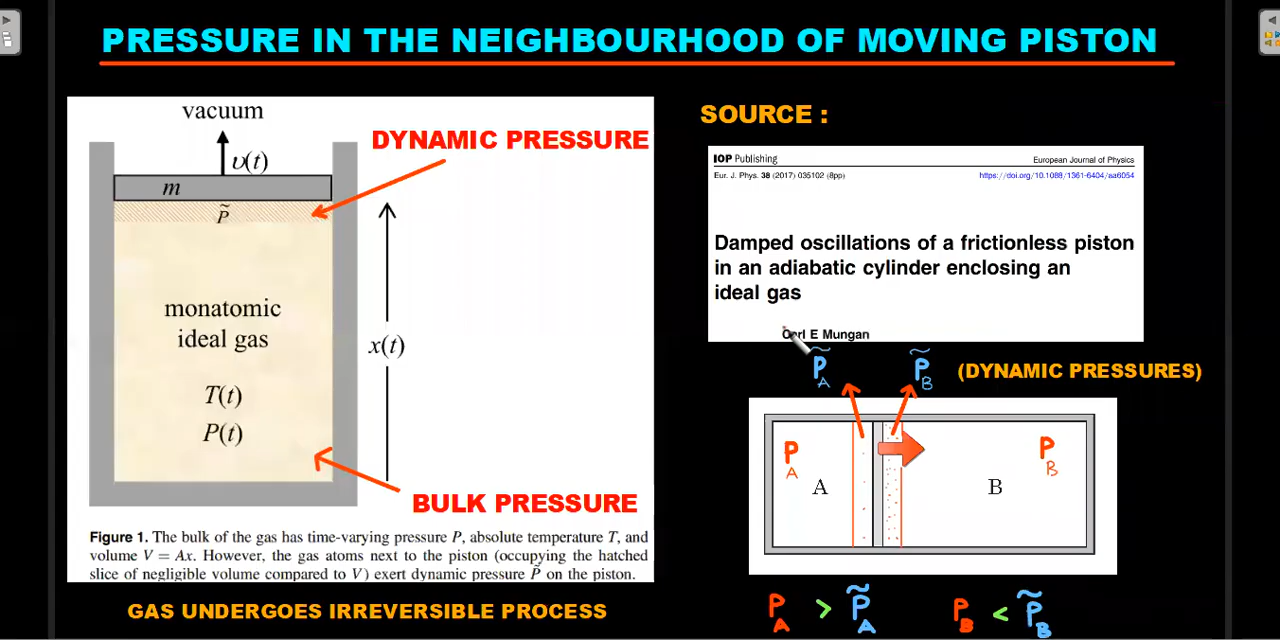 PRESSURE IN THE NEIGHBOURHOOD OF MOVING PISTON
vacuum
υ(t)
m
P̃
DYNAMIC PRESSURE
monatomic
ideal gas
T(t)
P(t)
x(t)
BULK PRESSURE
Figure 1. The bulk of the gas has time-varying pressure P, absolute temperature T, and
volume V = Ax. However, the gas atoms next to the piston (occupying the hatched
slice of negligible volume compared to V) exert dynamic pressure P̃ on the piston.
GAS UNDERGOES IRREVERSIBLE PROCESS
SOURCE :
IOP Publishing
European Journal of Physics
Eur. J. Phys. 38 (2017) 035102 (8pp)
https://doi.org/10.1088/1361-6404/aa6054
Damped oscillations of a frictionless piston
in an adiabatic cylinder enclosing an
ideal gas
Carl E Mungan
P̃A P̃B (DYNAMIC PRESSURES)
PA PB
A B
PA > P̃A PB < P̃B